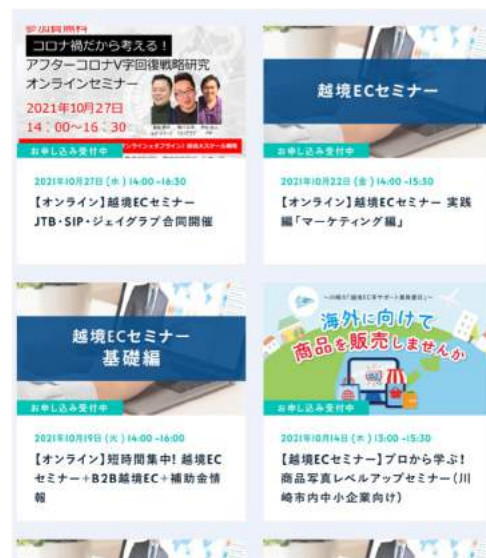 参加費無料
コロナ禍だから考える！
アフターコロナV字回復戦略研究
オンラインセミナー
2021年10月27日
14：00～16：30
お申し込み受付中
2021年10月27日 (水) 14:00 -16:30
【オンライン】越境ECセミナー
JTB・SIP・ジェイグラブ合同開催
越境ECセミナー
お申し込み受付中
2021年10月22日 (金) 14:00 -15:30
【オンライン】越境ECセミナー 実践
編「マーケティング編」
越境ECセミナー
基礎編
お申し込み受付中
2021年10月19日 (火) 14:00 -16:00
【オンライン】短時間集中! 越境EC
セミナー+B2B越境EC+補助金情
報
海外に向けて
商品を販売しませんか
お申し込み受付中
2021年10月14日 (木) 13:00 -15:30
【越境ECセミナー】プロから学ぶ!
商品写真レベルアップセミナー（川
崎市内中小企業向け）